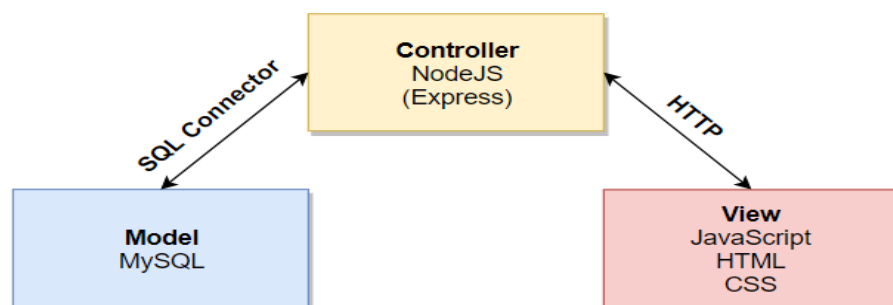 Controller
NodeJS
(Express)
SQL Connector
HTTP
Model
MySQL
View
JavaScript
HTML
CSS